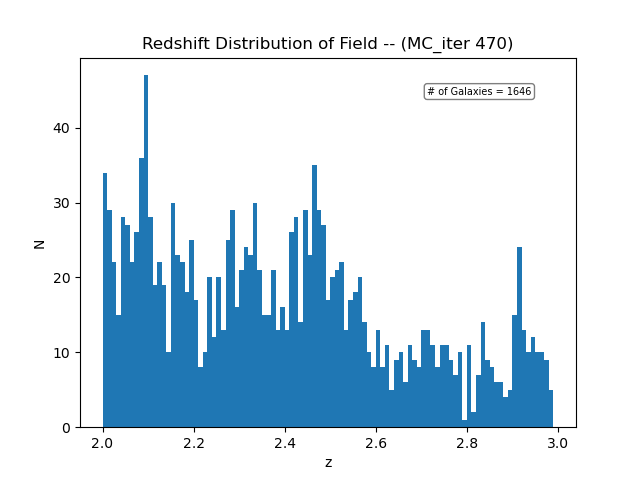 Redshift Distribution of Field -- (MC_iter 470)
# of Galaxies = 1646
N
40
30
20
10
0
2.0 2.2 2.4 2.6 2.8 3.0
z